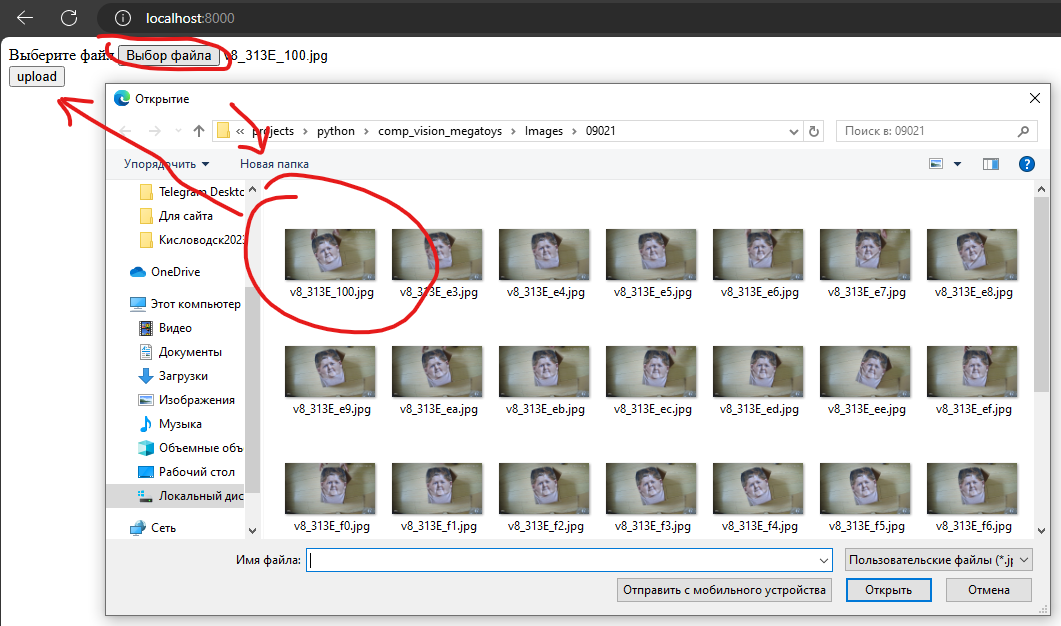 localhost:8000
Выберите файл Выбор файла v8_313E_100.jpg
upload
Открытие
« projects › python › comp_vision_megatoys › Images › 09021
Поиск в: 09021
Упорядочить
Новая папка
Telegram Deskto
Для сайта
Кисловодск2023
OneDrive
Этот компьютер
Видео
Документы
Загрузки
Изображения
Музыка
Объемные объ
Рабочий стол
Локальный дис
Сеть
v8_313E_100.jpg v8_313E_e3.jpg v8_313E_e4.jpg v8_313E_e5.jpg v8_313E_e6.jpg v8_313E_e7.jpg v8_313E_e8.jpg
v8_313E_e9.jpg v8_313E_ea.jpg v8_313E_eb.jpg v8_313E_ec.jpg v8_313E_ed.jpg v8_313E_ee.jpg v8_313E_ef.jpg
v8_313E_f0.jpg v8_313E_f1.jpg v8_313E_f2.jpg v8_313E_f3.jpg v8_313E_f4.jpg v8_313E_f5.jpg v8_313E_f6.jpg
Имя файла:
Пользовательские файлы (*.jp
Отправить с мобильного устройства
Открыть
Отмена